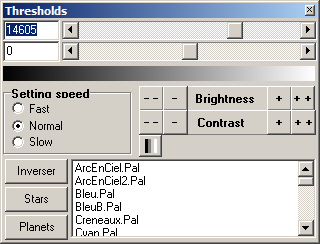 Thresholds
14605
0
Setting speed
Fast
Normal
Slow
- - - Brightness + + +
- - - Contrast + + +
Inverser
Stars
Planets
ArcEnCiel.Pal
ArcEnCiel2.Pal
Bleu.Pal
BleuB.Pal
Creneaux.Pal
Cyan.Pal